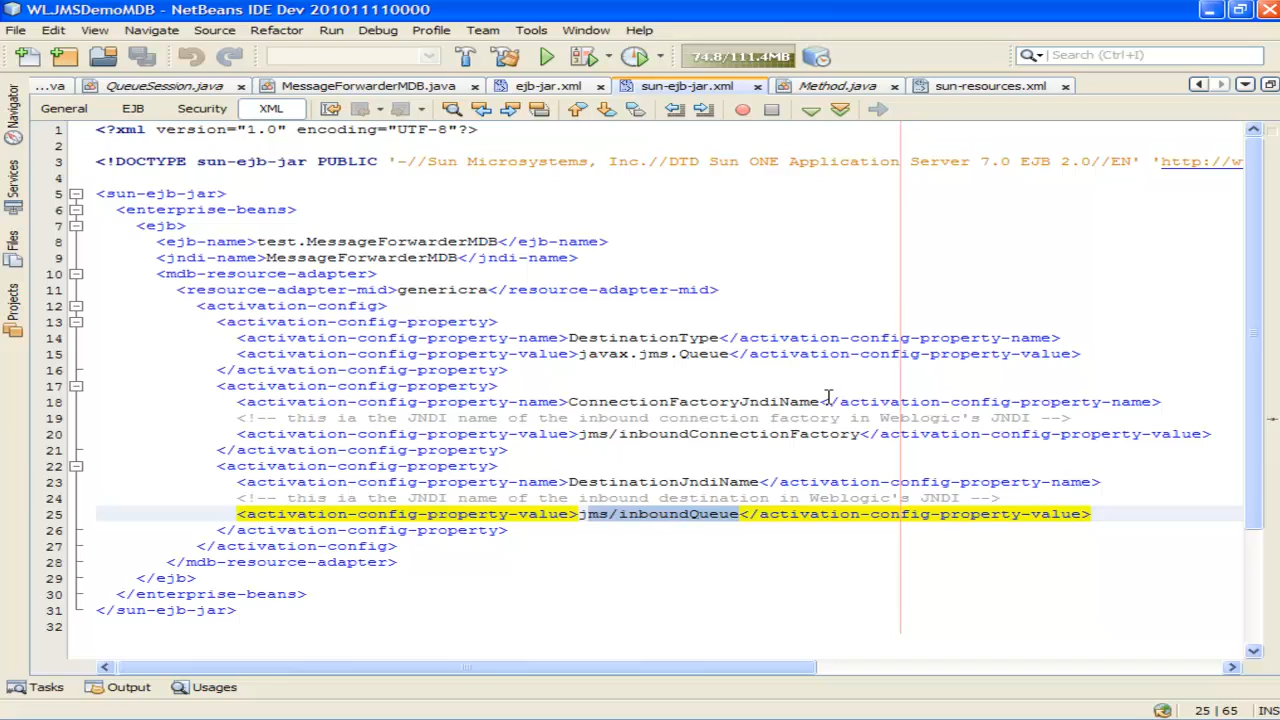 WLJMSDemoMDB - NetBeans IDE Dev 201011110000
File Edit View Navigate Source Refactor Run Debug Profile Team Tools Window Help
74.8/111.4MB Search (Ctrl+I)
...va QueueSession.java MessageForwarderMDB.java ejb-jar.xml sun-ejb-jar.xml Method.java sun-resources.xml
General EJB Security XML
Navigator
Services
Files
Projects
1 <?xml version="1.0" encoding="UTF-8"?>
2
3 <!DOCTYPE sun-ejb-jar PUBLIC '-//Sun Microsystems, Inc.//DTD Sun ONE Application Server 7.0 EJB 2.0//EN' 'http://w
4
5 <sun-ejb-jar>
6 <enterprise-beans>
7 <ejb>
8 <ejb-name>test.MessageForwarderMDB</ejb-name>
9 <jndi-name>MessageForwarderMDB</jndi-name>
10 <mdb-resource-adapter>
11 <resource-adapter-mid>genericra</resource-adapter-mid>
12 <activation-config>
13 <activation-config-property>
14 <activation-config-property-name>DestinationType</activation-config-property-name>
15 <activation-config-property-value>javax.jms.Queue</activation-config-property-value>
16 </activation-config-property>
17 <activation-config-property>
18 <activation-config-property-name>ConnectionFactoryJndiName</activation-config-property-name>
19 <!-- this ia the JNDI name of the inbound connection factory in Weblogic's JNDI -->
20 <activation-config-property-value>jms/inboundConnectionFactory</activation-config-property-value>
21 </activation-config-property>
22 <activation-config-property>
23 <activation-config-property-name>DestinationJndiName</activation-config-property-name>
24 <!-- this ia the JNDI name of the inbound destination in Weblogic's JNDI -->
25 <activation-config-property-value>jms/inboundQueue</activation-config-property-value>
26 </activation-config-property>
27 </activation-config>
28 </mdb-resource-adapter>
29 </ejb>
30 </enterprise-beans>
31 </sun-ejb-jar>
32
Tasks Output Usages
25 | 65 INS